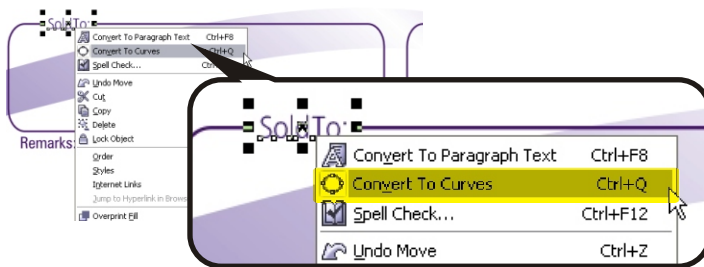 Sold To:
Convert To Paragraph Text Ctrl+F8
Convert To Curves Ctrl+Q
Spell Check...
Undo Move
Cut
Copy
Delete
Lock Object
Order
Styles
Internet Links
Jump to Hyperlink in
Overprint Fill
Remarks:
Sold To:
Convert To Paragraph Text Ctrl+F8
Convert To Curves Ctrl+Q
Spell Check... Ctrl+F12
Undo Move Ctrl+Z